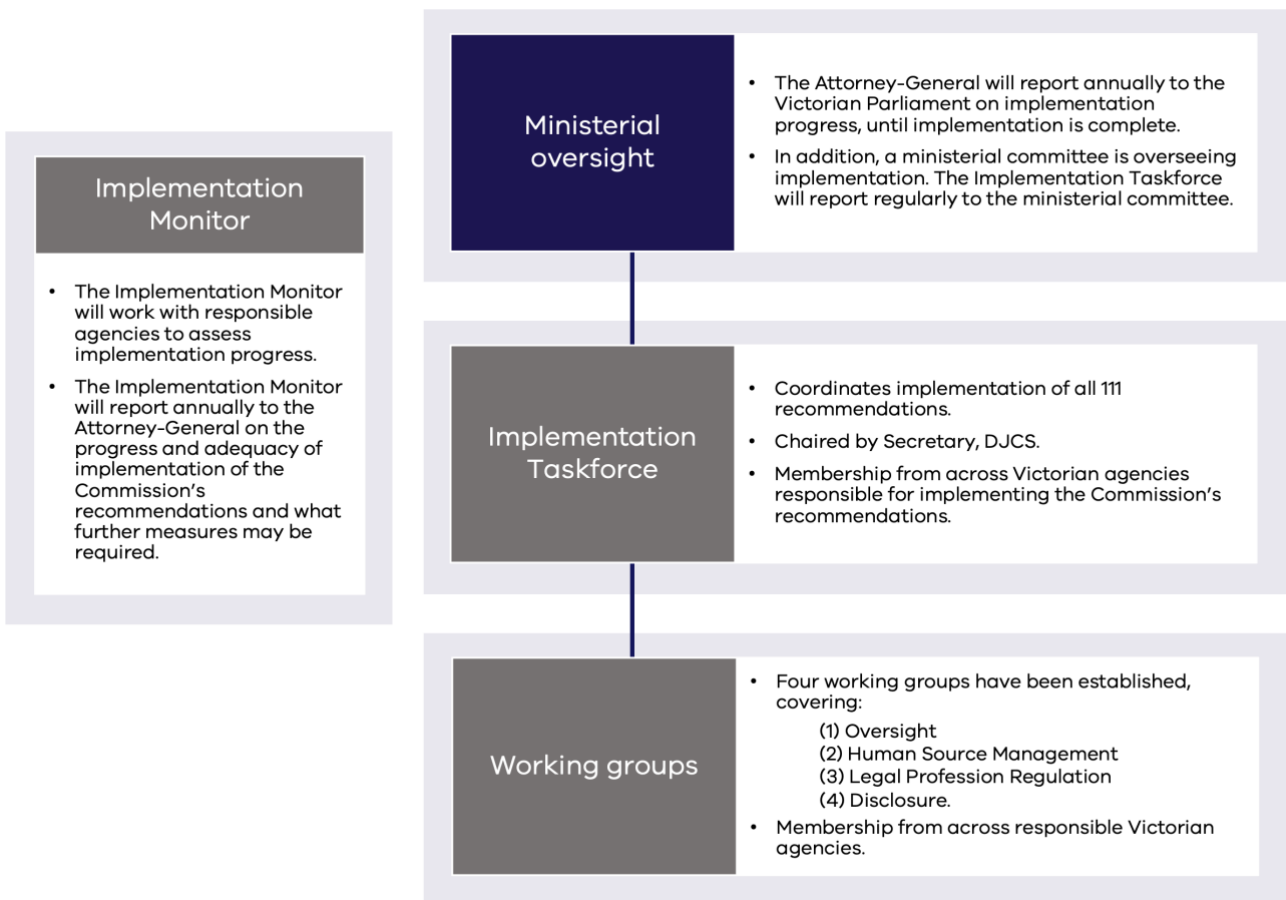 Implementation
Monitor
• The Implementation Monitor
will work with responsible
agencies to assess
implementation progress.
• The Implementation Monitor
will report annually to the
Attorney-General on the
progress and adequacy of
implementation of the
Commission’s
recommendations and what
further measures may be
required.
Ministerial
oversight
• The Attorney-General will report annually to the
Victorian Parliament on implementation
progress, until implementation is complete.
• In addition, a ministerial committee is overseeing
implementation. The Implementation Taskforce
will report regularly to the ministerial committee.
Implementation
Taskforce
• Coordinates implementation of all 111
recommendations.
• Chaired by Secretary, DJCS.
• Membership from across Victorian agencies
responsible for implementing the Commission’s
recommendations.
Working groups
• Four working groups have been established,
covering:
(1) Oversight
(2) Human Source Management
(3) Legal Profession Regulation
(4) Disclosure.
• Membership from across responsible Victorian
agencies.